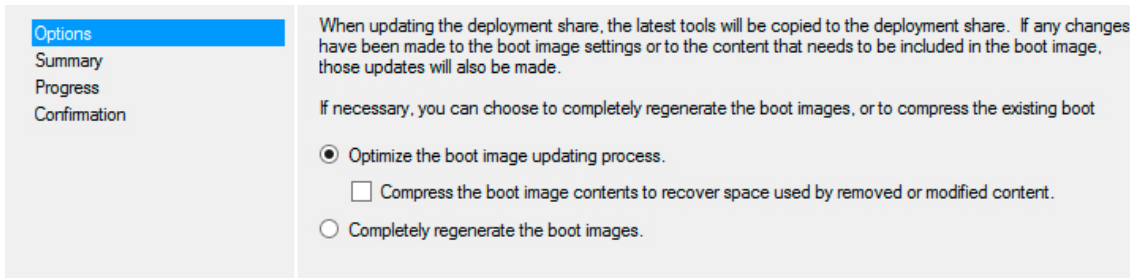 Options
Summary
Progress
Confirmation
When updating the deployment share, the latest tools will be copied to the deployment share.  If any changes
have been made to the boot image settings or to the content that needs to be included in the boot image,
those updates will also be made.
If necessary, you can choose to completely regenerate the boot images, or to compress the existing boot
Optimize the boot image updating process.
Compress the boot image contents to recover space used by removed or modified content.
Completely regenerate the boot images.